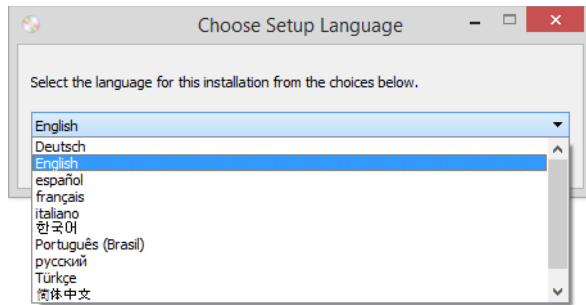 Choose Setup Language
Select the language for this installation from the choices below.
English
Deutsch
English
español
français
italiano
한국어
Português (Brasil)
русский
Türkçe
简体中文